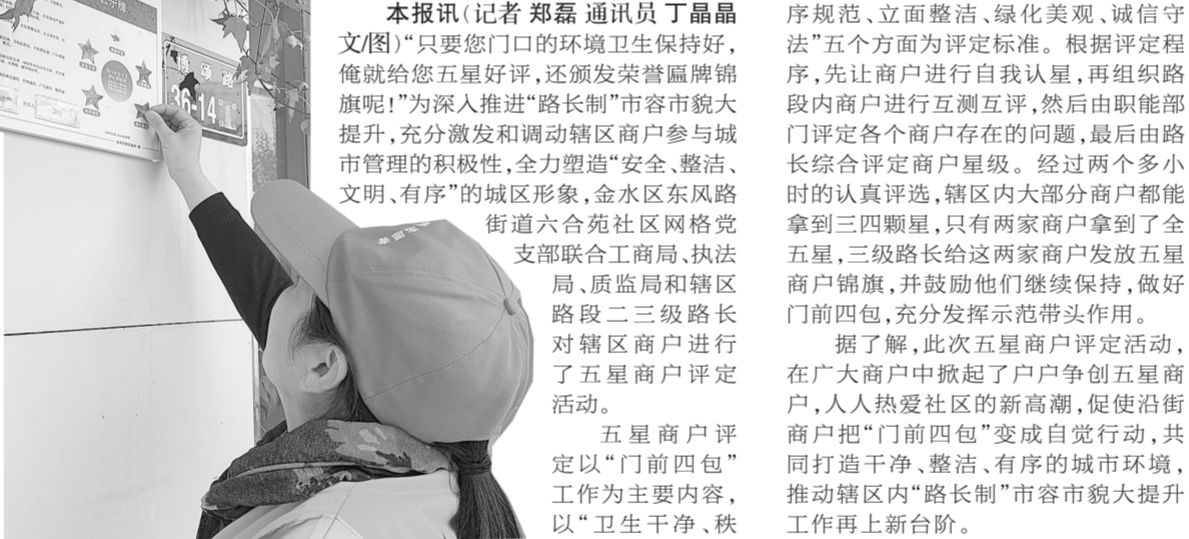 本报讯(记者 郑磊 通讯员 丁晶晶
文/图)“只要您门口的环境卫生保持好，
俺就给您五星好评，还颁发荣誉匾牌锦
旗呢!”为深入推进“路长制”市容市貌大
提升，充分激发和调动辖区商户参与城
市管理的积极性，全力塑造“安全、整洁、
文明、有序”的城区形象，金水区东风路
街道六合苑社区网格党
支部联合工商局、执法
局、质监局和辖区
路段二三级路长
对辖区商户进行
了五星商户评定
活动。
五星商户评
定以“门前四包”
工作为主要内容，
以“卫生干净、秩
序规范、立面整洁、绿化美观、诚信守
法”五个方面为评定标准。根据评定程
序，先让商户进行自我认星，再组织路
段内商户进行互测互评，然后由职能部
门评定各个商户存在的问题，最后由路
长综合评定商户星级。经过两个多小
时的认真评选，辖区内大部分商户都能
拿到三四颗星，只有两家商户拿到了全
五星，三级路长给这两家商户发放五星
商户锦旗，并鼓励他们继续保持，做好
门前四包，充分发挥示范带头作用。
据了解，此次五星商户评定活动，
在广大商户中掀起了户户争创五星商
户，人人热爱社区的新高潮，促使沿街
商户把“门前四包”变成自觉行动，共
同打造干净、整洁、有序的城市环境，
推动辖区内“路长制”市容市貌大提升
工作再上新台阶。
博颂路
36-14